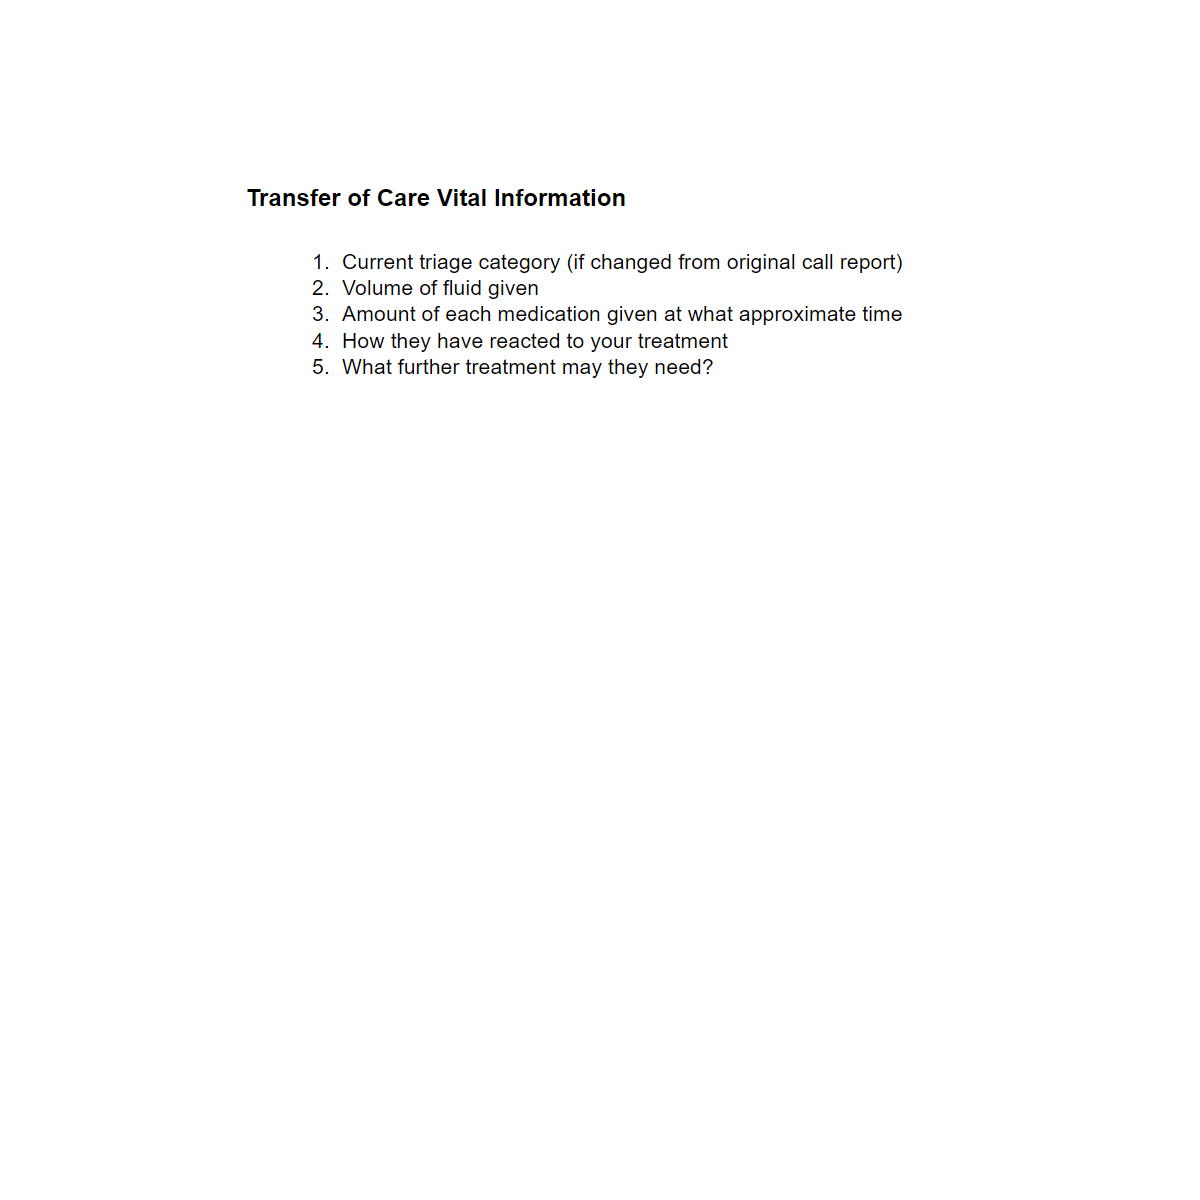 Transfer of Care Vital Information
1. Current triage category (if changed from original call report)
2. Volume of fluid given
3. Amount of each medication given at what approximate time
4. How they have reacted to your treatment
5. What further treatment may they need?